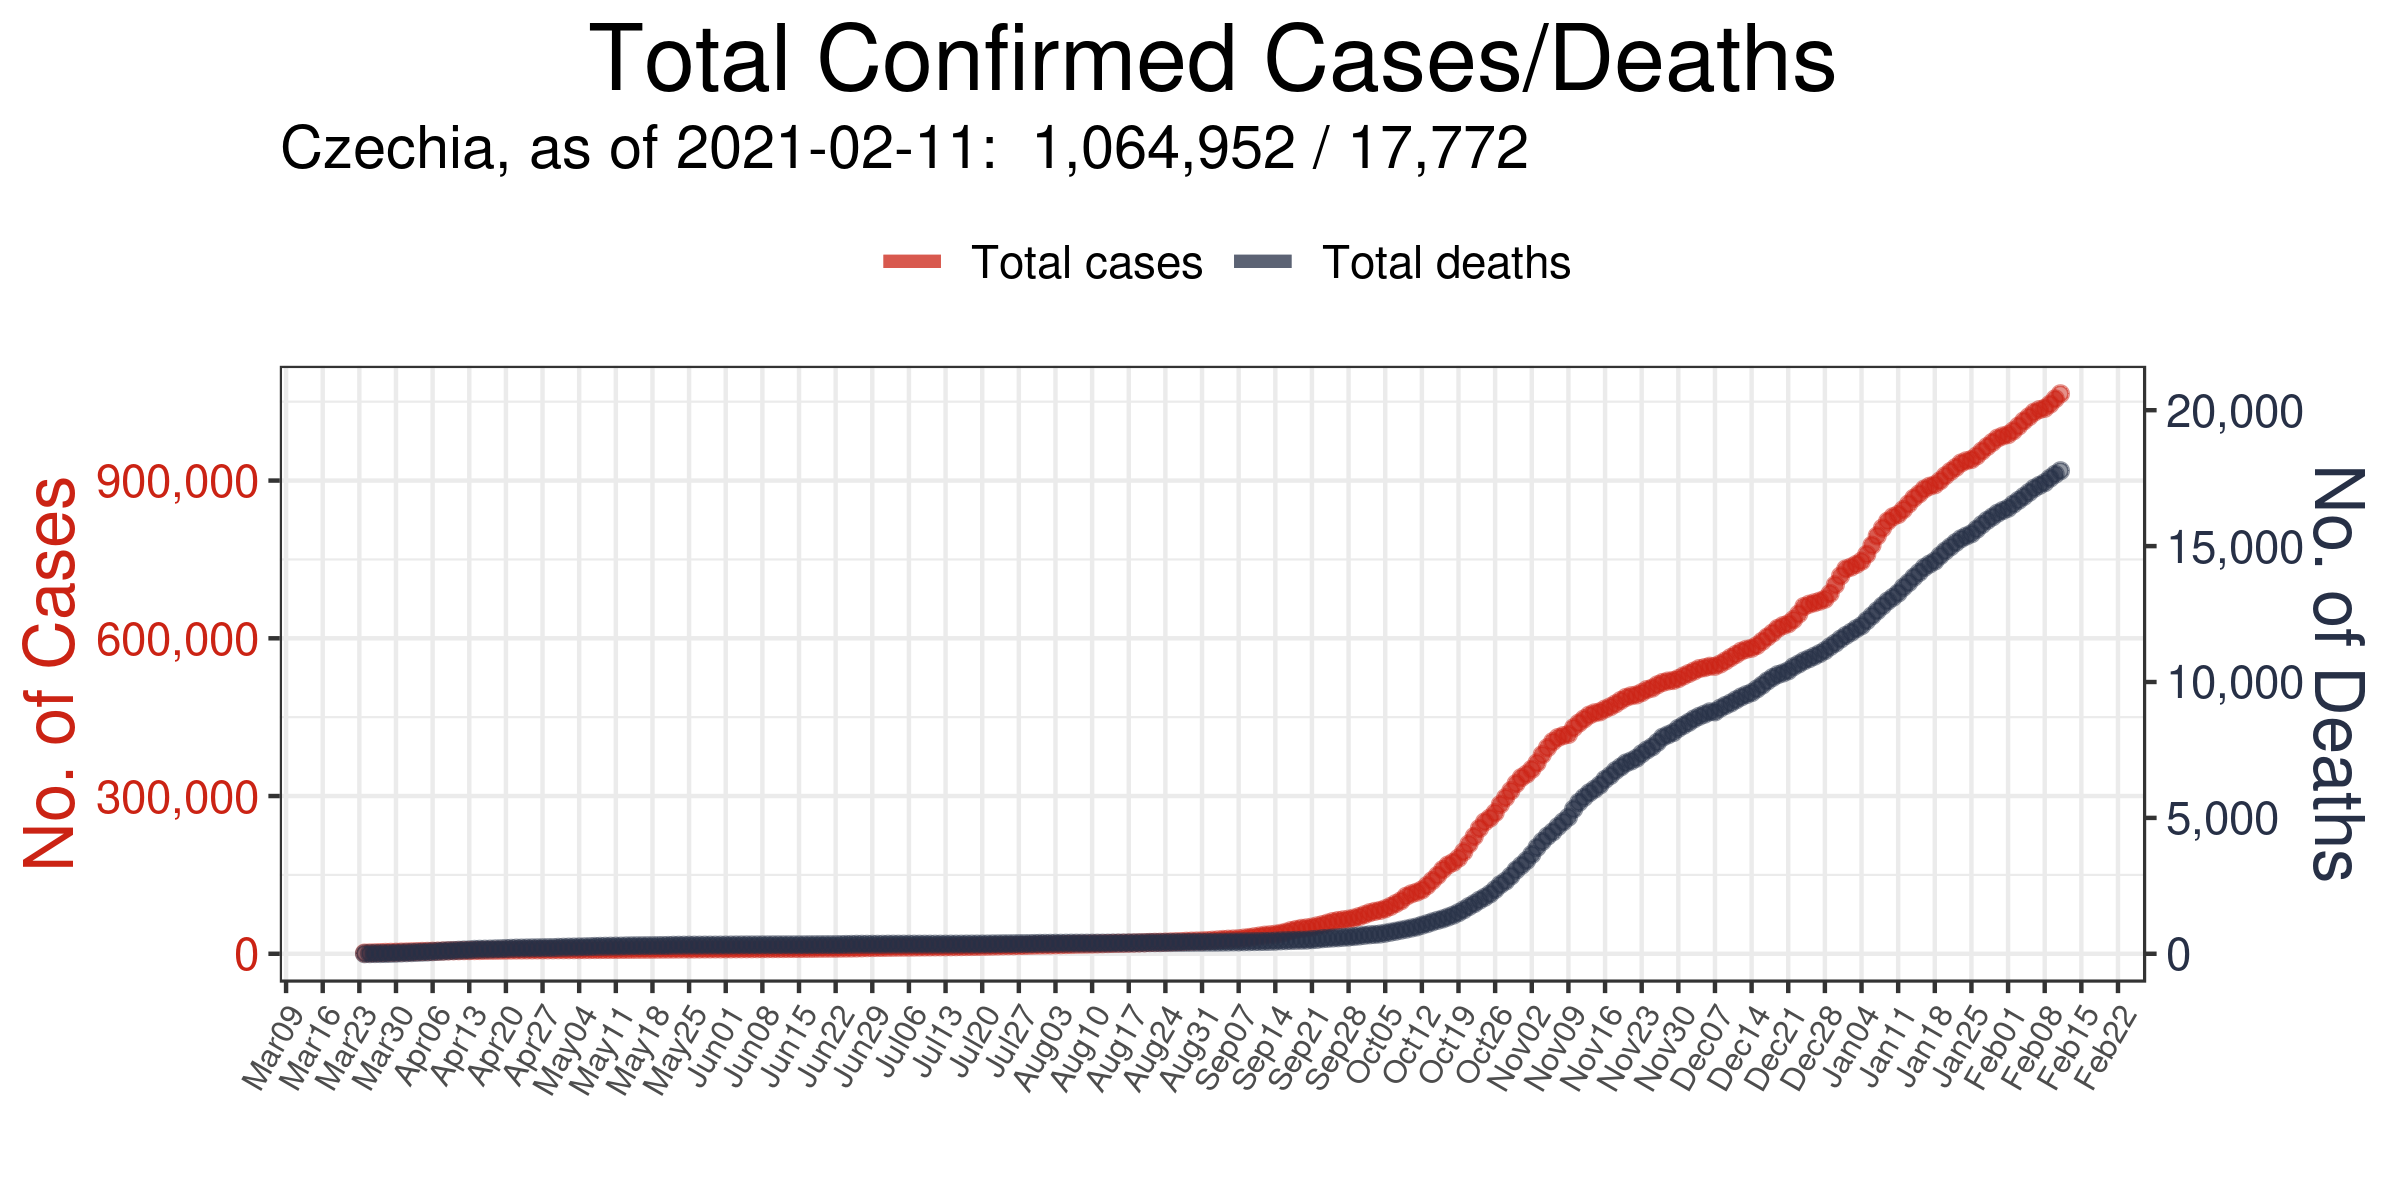 Total Confirmed Cases/Deaths
Czechia, as of 2021-02-11:  1,064,952 / 17,772
Total cases
Total deaths
No. of Cases
900,000
600,000
300,000
0
20,000
15,000
10,000
5,000
0
No. of Deaths
Mar09
Mar16
Mar23
Mar30
Apr06
Apr13
Apr20
Apr27
May04
May11
May18
May25
Jun01
Jun08
Jun15
Jun22
Jun29
Jul06
Jul13
Jul20
Jul27
Aug03
Aug10
Aug17
Aug24
Aug31
Sep07
Sep14
Sep21
Sep28
Oct05
Oct12
Oct19
Oct26
Nov02
Nov09
Nov16
Nov23
Nov30
Dec07
Dec14
Dec21
Dec28
Jan04
Jan11
Jan18
Jan25
Feb01
Feb08
Feb15
Feb22